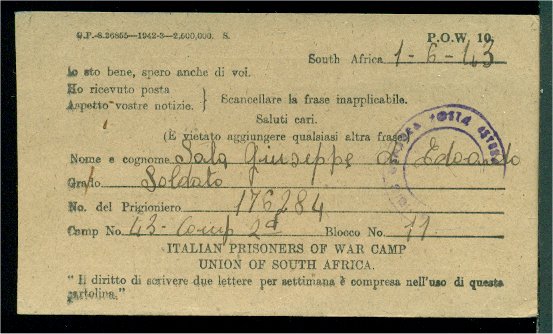 G.P.-S.26855—1942-3—2,600,000. S.
P.O.W. 10.
South Africa 1-6-43
Io sto bene, spero anche di voi.
Ho ricevuto posta
Aspetto vostre notizie. } Scancellare la frase inapplicabile.
Saluti cari.
(È vietato aggiungere qualsiasi altra frase
Nome e cognome Sala Giuseppe di Edoardo
Grado Soldato
No. del Prigioniero 176284
Camp No. 43- Comp 2a Blocco No. 11
ITALIAN PRISONERS OF WAR CAMP
UNION OF SOUTH AFRICA.
" Il diritto di scrivere due lettere per settimana è compresa nell'uso di questa
cartolina."
POSTA ESTERA